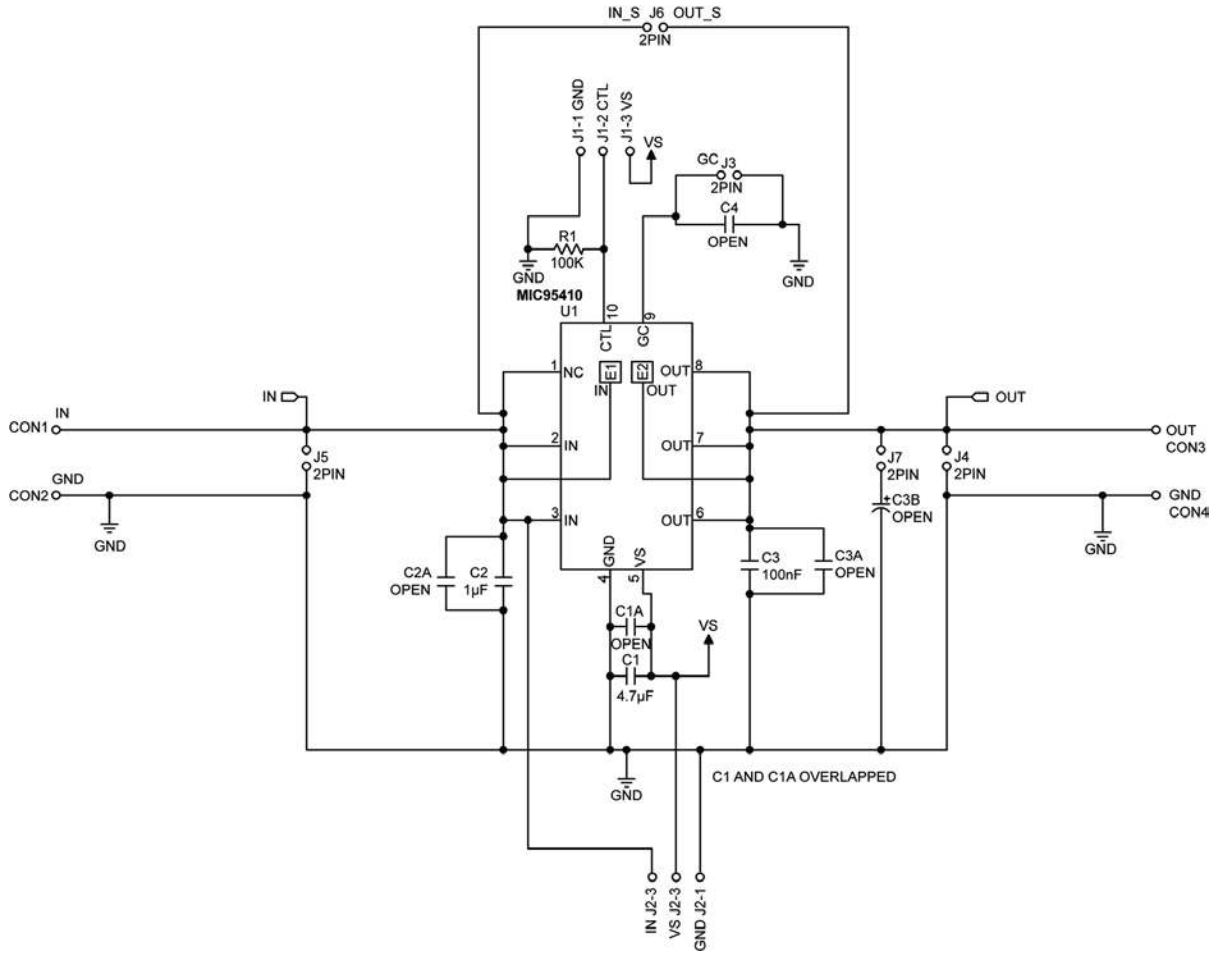 IN_S J6 OUT_S
2PIN
J1-1 GND
J1-2 CTL
J1-3 VS
VS
GC J3
2PIN
C4
OPEN
R1
100K
GND
GND
MIC95410
U1
10
9
CTL
GC
1
NC
E1
E2
OUT
8
IN
OUT
IN
OUT
IN
CON1
OUT
CON3
2
IN
OUT
7
J5
2PIN
J7
2PIN
J4
2PIN
GND
CON2
GND
CON4
C3B
OPEN
+
3
IN
OUT
6
GND
GND
GND
VS
4
5
C2A
OPEN
C2
1µF
C3
100nF
C3A
OPEN
C1A
OPEN
VS
C1
4.7µF
C1 AND C1A OVERLAPPED
GND
IN J2-3
VS J2-3
GND J2-1